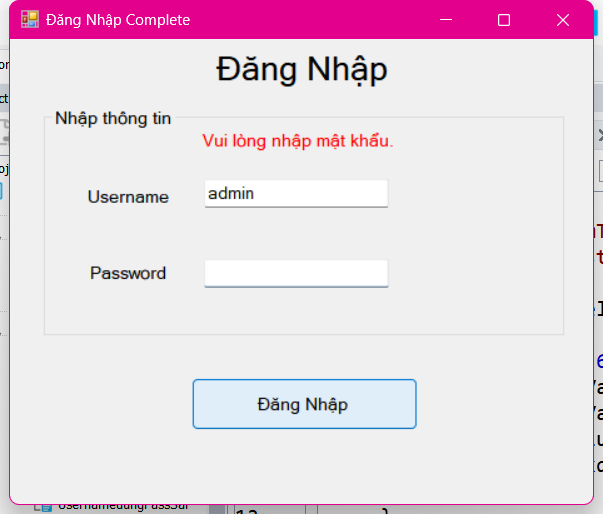 Đăng Nhập Complete
Đăng Nhập
Nhập thông tin
Vui lòng nhập mật khẩu.
Username admin
Password
Đăng Nhập